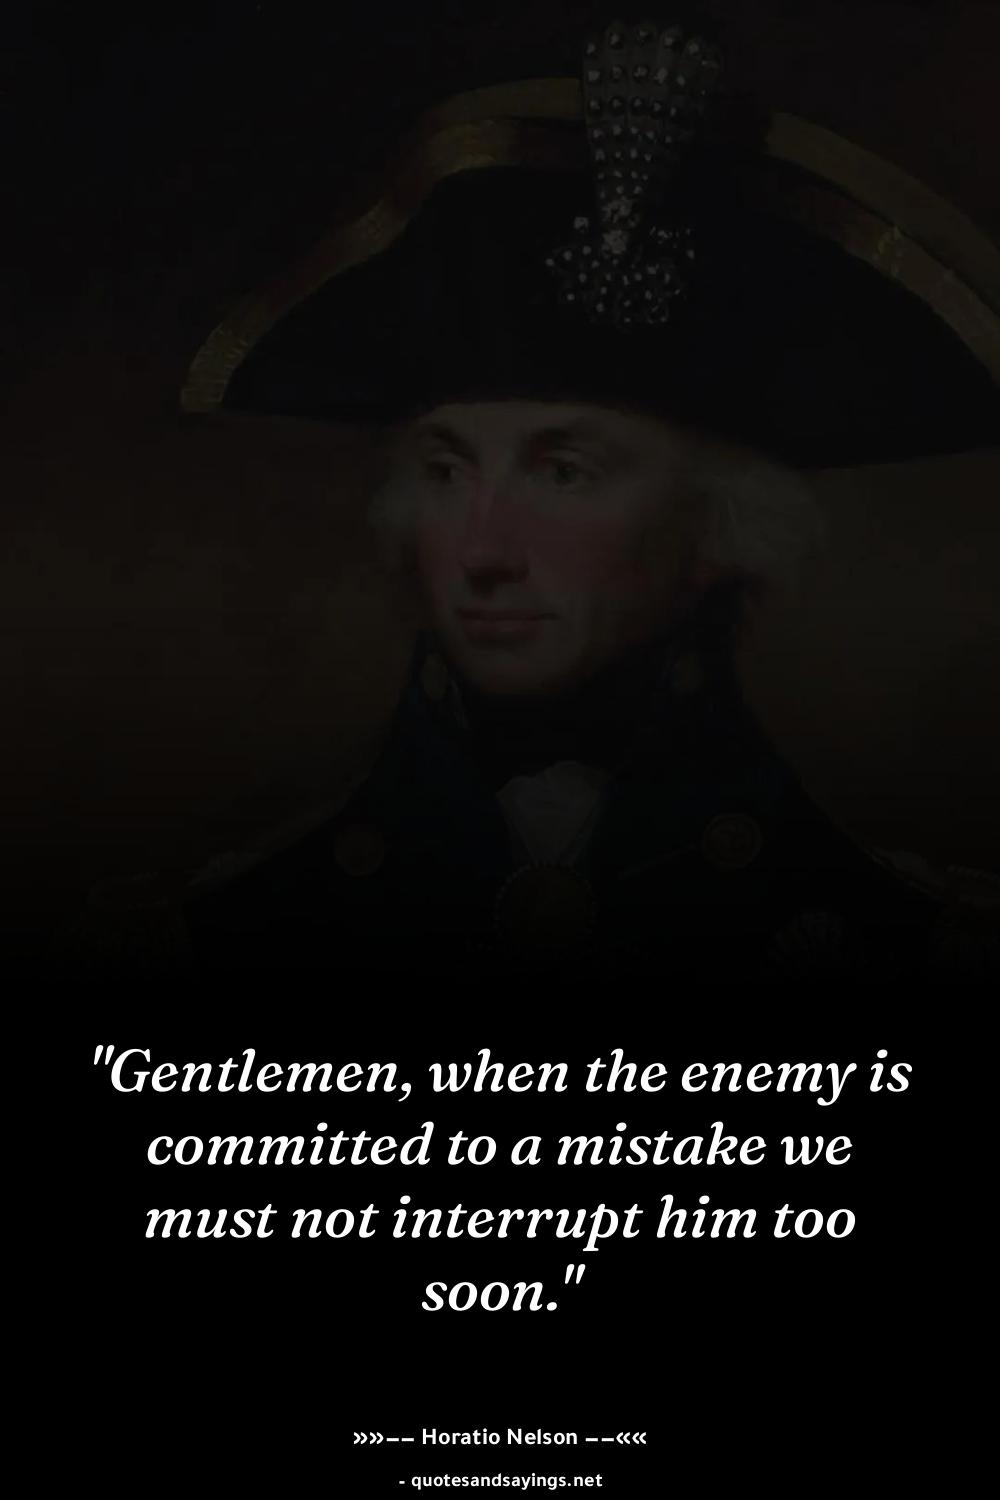 "Gentlemen, when the enemy is
committed to a mistake we
must not interrupt him too
soon."
»»−− Horatio Nelson −−««
- quotesandsayings.net